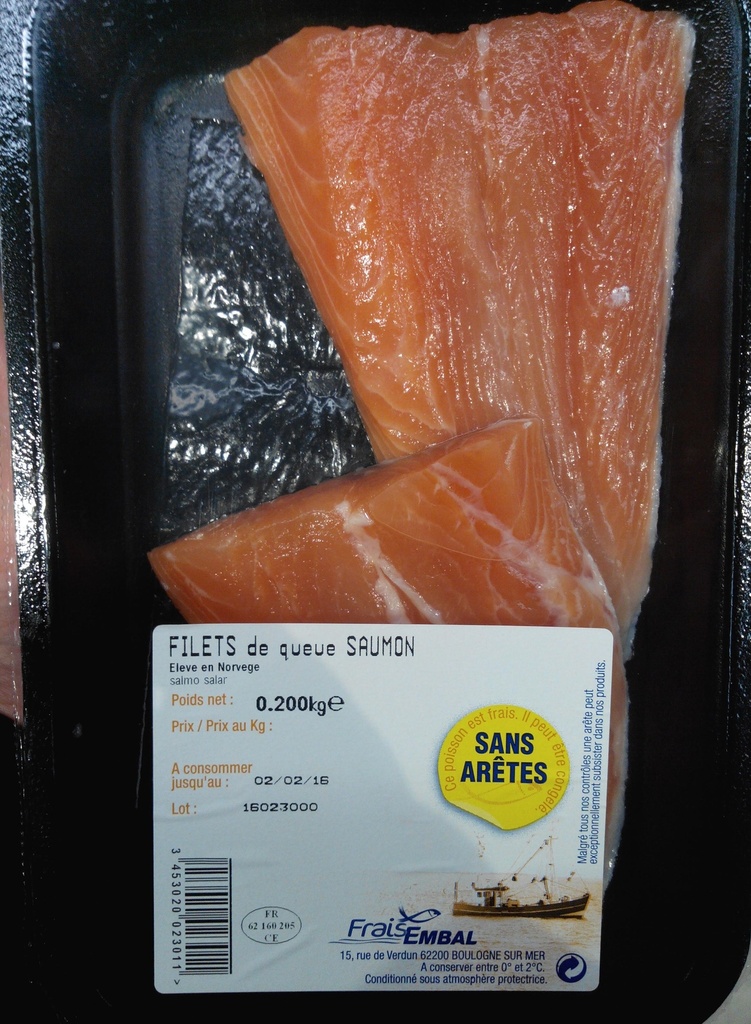 FILETS de queue SAUMON
Eleve en Norvege
salmo salar
Poids net : 0.200kg e
Prix / Prix au Kg :
A consommer
jusqu'au : 02/02/16
Lot : 16023000
Ce poisson est frais. Il peut être congelé.
SANS
ARÊTES
Malgré tous nos contrôles une arête peut
exceptionnellement subsister dans nos produits.
3 453020 023011 >
FR
62 160 205
CE
Frais EMBAL
15, rue de Verdun 62200 BOULOGNE SUR MER
A conserver entre 0° et 2°C.
Conditionné sous atmosphère protectrice.